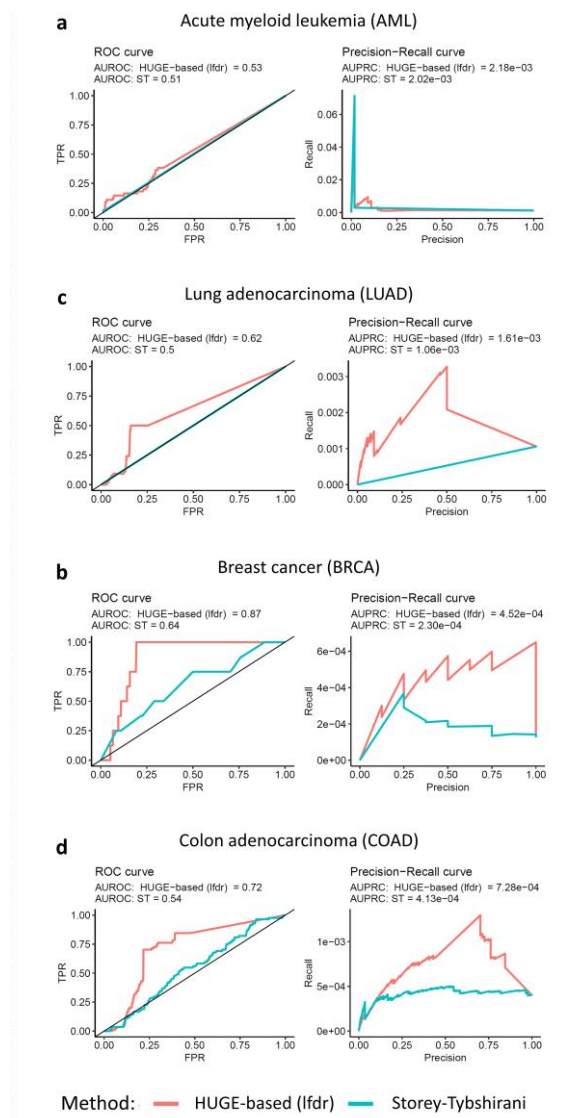 a
Acute myeloid leukemia (AML)
ROC curve
AUROC: HUGE-based (lfdr) = 0.53
AUROC: ST = 0.51
1.00
0.75
0.50
0.25
0.00
TPR
0.00 0.25 0.50 0.75 1.00
FPR
Precision-Recall curve
AUPRC: HUGE-based (lfdr) = 2.18e-03
AUPRC: ST = 2.02e-03
0.06
0.04
0.02
0.00
Recall
0.00 0.25 0.50 0.75 1.00
Precision
c
Lung adenocarcinoma (LUAD)
ROC curve
AUROC: HUGE-based (lfdr) = 0.62
AUROC: ST = 0.5
1.00
0.75
0.50
0.25
0.00
TPR
0.00 0.25 0.50 0.75 1.00
FPR
Precision-Recall curve
AUPRC: HUGE-based (lfdr) = 1.61e-03
AUPRC: ST = 1.06e-03
0.003
0.002
0.001
0.000
Recall
0.00 0.25 0.50 0.75 1.00
Precision
b
Breast cancer (BRCA)
ROC curve
AUROC: HUGE-based (lfdr) = 0.87
AUROC: ST = 0.64
1.00
0.75
0.50
0.25
0.00
TPR
0.00 0.25 0.50 0.75 1.00
FPR
Precision-Recall curve
AUPRC: HUGE-based (lfdr) = 4.52e-04
AUPRC: ST = 2.30e-04
6e-04
4e-04
2e-04
0e+00
Recall
0.00 0.25 0.50 0.75 1.00
Precision
d
Colon adenocarcinoma (COAD)
ROC curve
AUROC: HUGE-based (lfdr) = 0.72
AUROC: ST = 0.54
1.00
0.75
0.50
0.25
0.00
TPR
0.00 0.25 0.50 0.75 1.00
FPR
Precision-Recall curve
AUPRC: HUGE-based (lfdr) = 7.28e-04
AUPRC: ST = 4.13e-04
1e-03
5e-04
0e+00
Recall
0.00 0.25 0.50 0.75 1.00
Precision
Method: HUGE-based (lfdr) Storey-Tybshirani